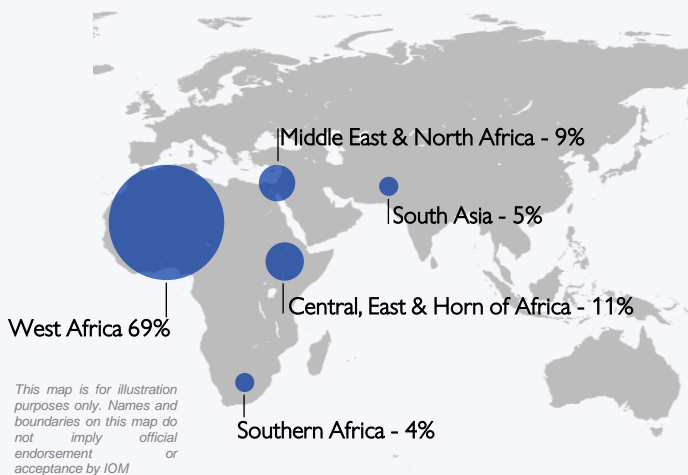 Middle East & North Africa - 9%
South Asia - 5%
Central, East & Horn of Africa - 11%
West Africa 69%
This map is for illustration
purposes only. Names and
boundaries on this map do
not imply official
endorsement or
acceptance by IOM
Southern Africa - 4%